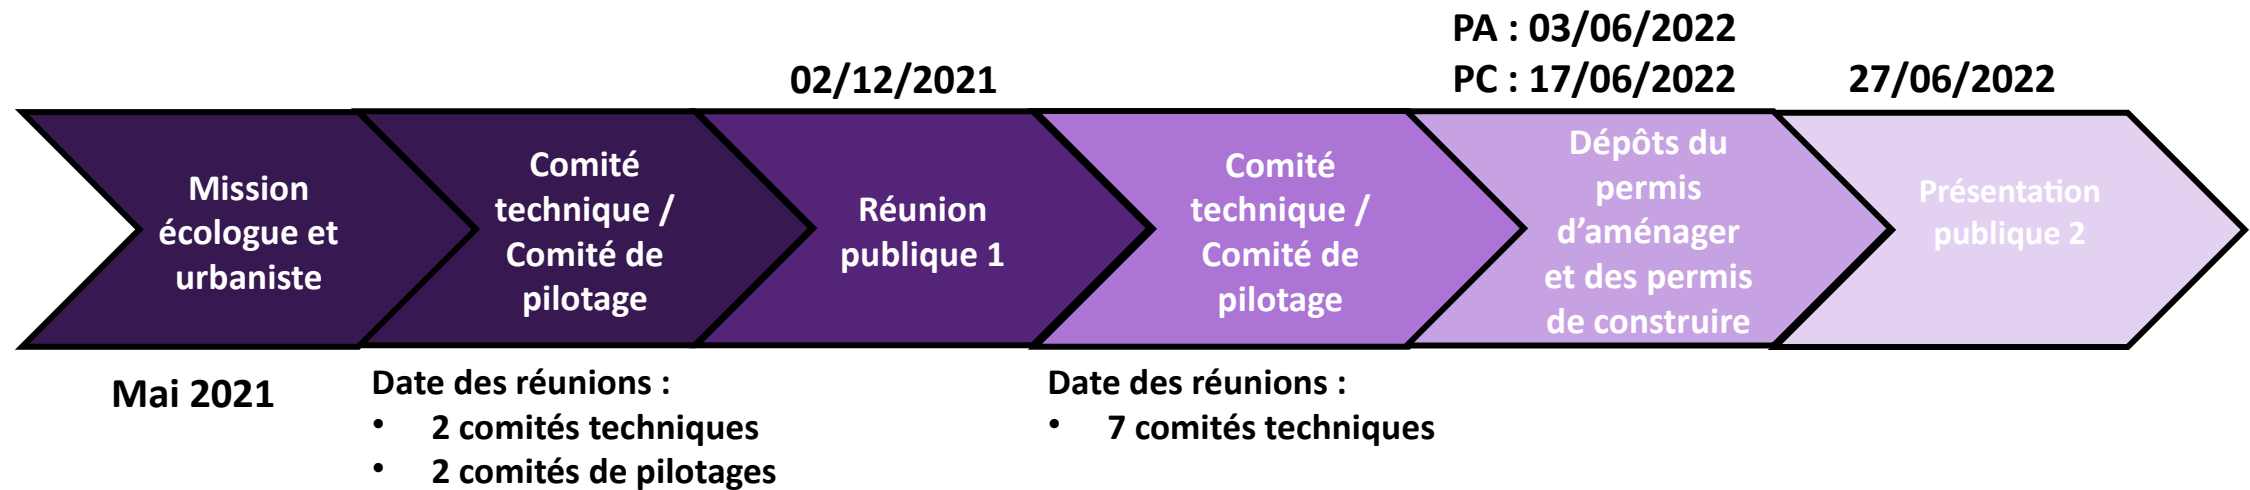 Mission
écologue et
urbaniste
Mai 2021
Comité
technique /
Comité de
pilotage
Date des réunions :
• 2 comités techniques
• 2 comités de pilotages
02/12/2021
Réunion
publique 1
Comité
technique /
Comité de
pilotage
Date des réunions :
• 7 comités techniques
PA : 03/06/2022
PC : 17/06/2022
Dépôts du
permis
d’aménager
et des permis
de construire
27/06/2022
Présentation
publique 2